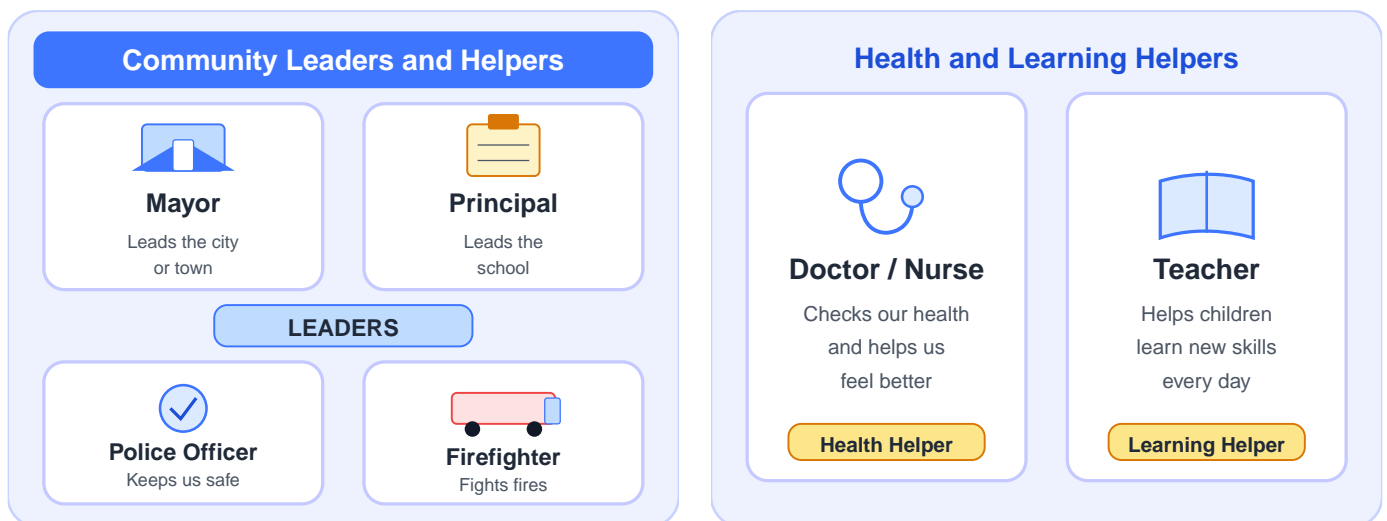 Community Leaders and Helpers
Mayor
Leads the city
or town
Principal
Leads the
school
LEADERS
Police Officer
Keeps us safe
Firefighter
Fights fires
Health and Learning Helpers
Doctor / Nurse
Checks our health
and helps us
feel better
Health Helper
Teacher
Helps children
learn new skills
every day
Learning Helper